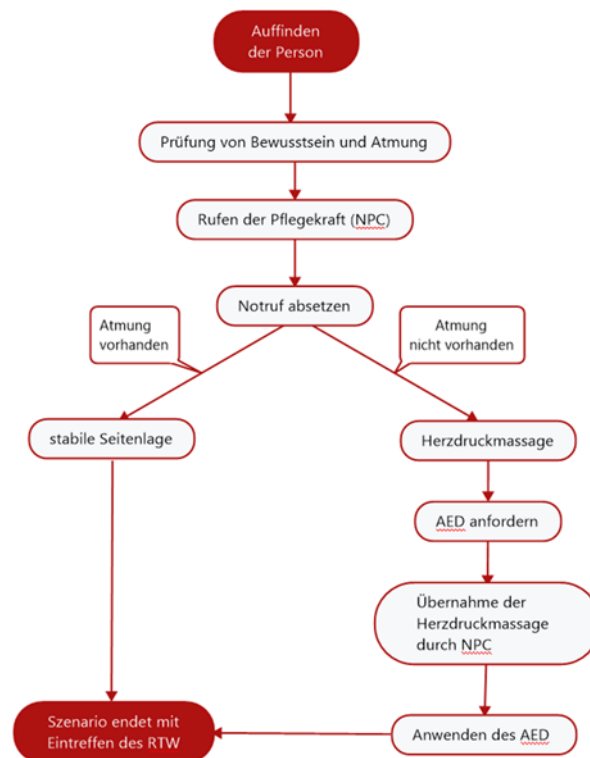 Auffinden
der Person
Prüfung von Bewusstsein und Atmung
Rufen der Pflegekraft (NPC)
Notruf absetzen
Atmung
vorhanden
Atmung
nicht vorhanden
stabile Seitenlage
Herzdruckmassage
AED anfordern
Übernahme der
Herzdruckmassage
durch NPC
Szenario endet mit
Eintreffen des RTW
Anwenden des AED